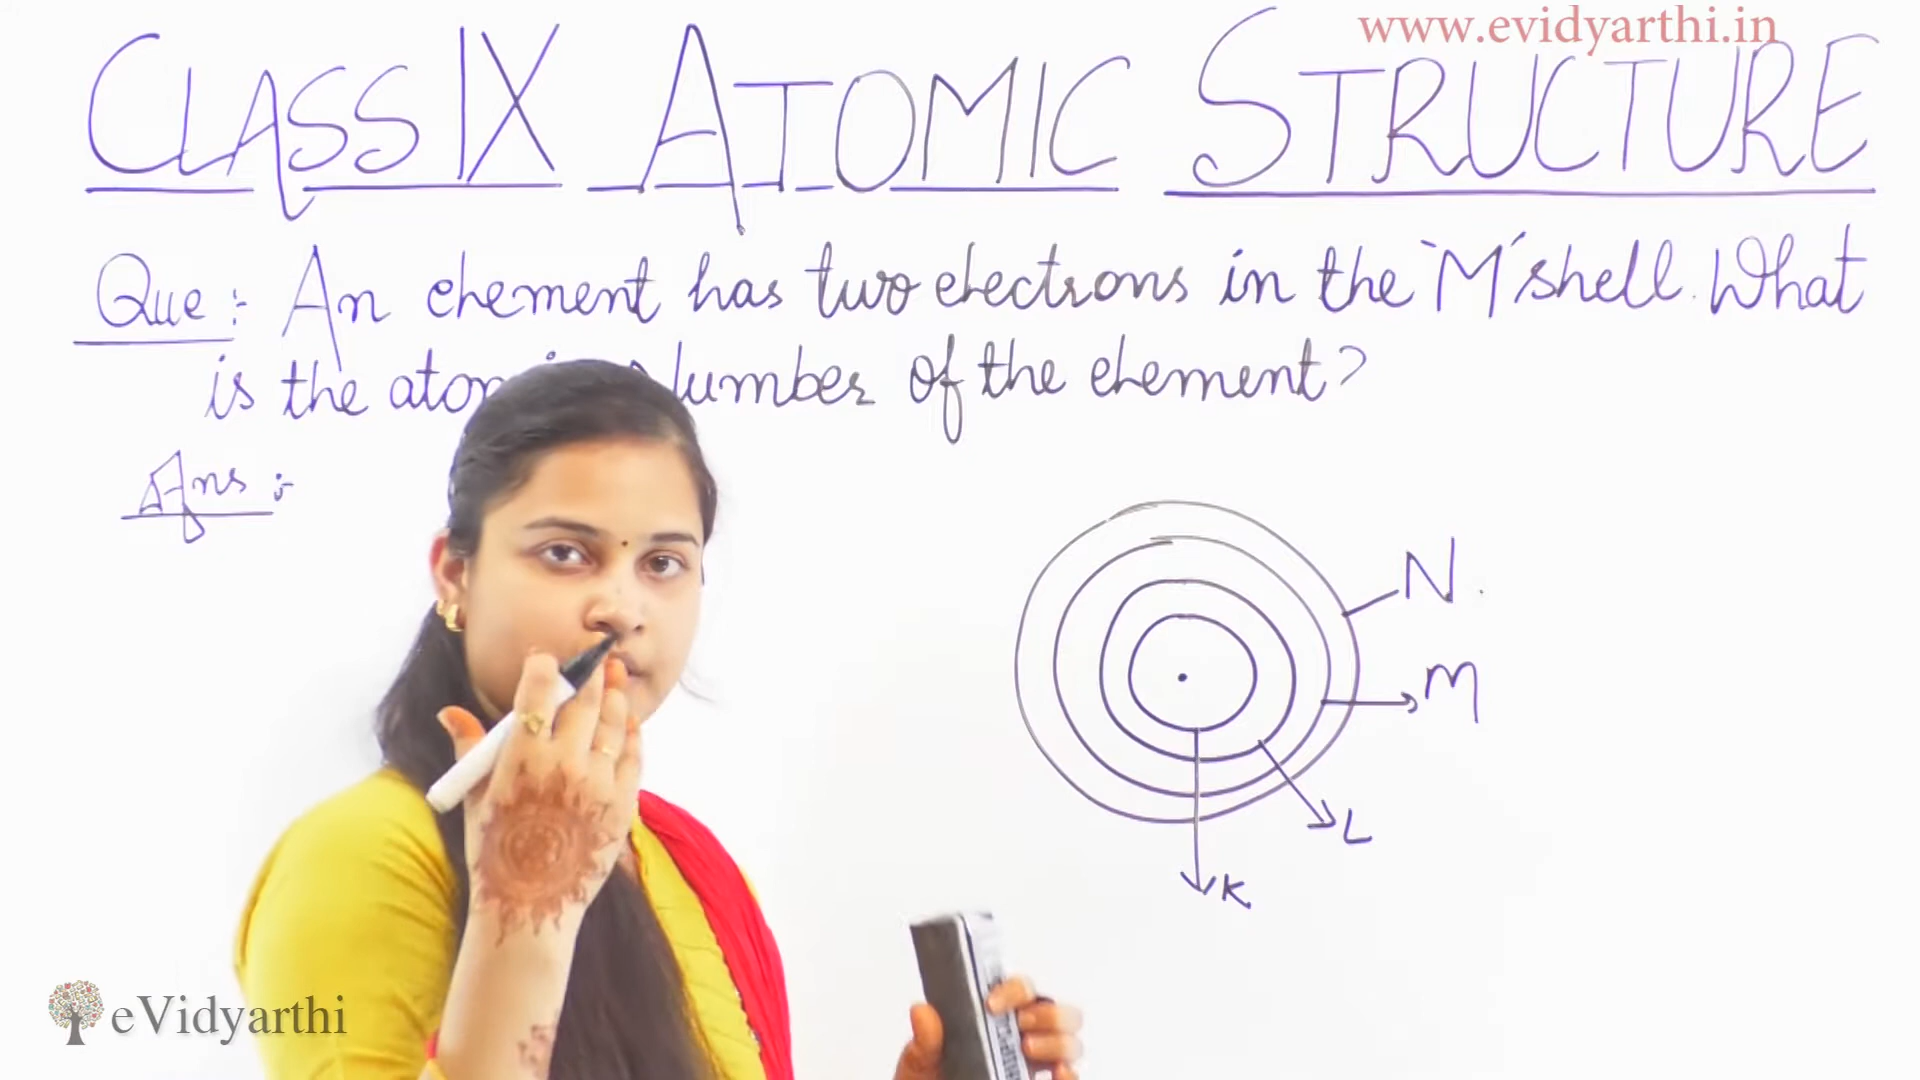 www.evidyarthi.in
CLASS IX ATOMIC STRUCTURE
Que:- An element has two electrons in the "M" shell. What
is the Number of the element?
Ans:-
N
M
L
K
eVidyarthi